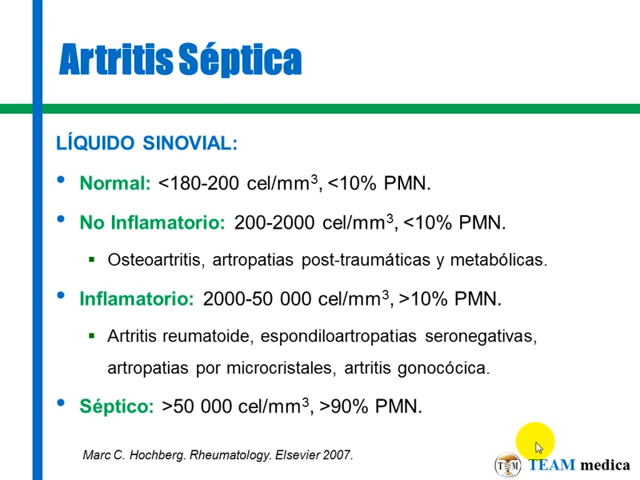 Artritis Séptica
LÍQUIDO SINOVIAL:
• Normal: <180-200 cel/mm³, <10% PMN.
• No Inflamatorio: 200-2000 cel/mm³, <10% PMN.
▪ Osteoartritis, artropatias post-traumáticas y metabólicas.
• Inflamatorio: 2000-50 000 cel/mm³, >10% PMN.
▪ Artritis reumatoide, espondiloartropatias seronegativas,
artropatias por microcristales, artritis gonocócica.
• Séptico: >50 000 cel/mm³, >90% PMN.
Marc C. Hochberg. Rheumatology. Elsevier 2007.
TEAM medica